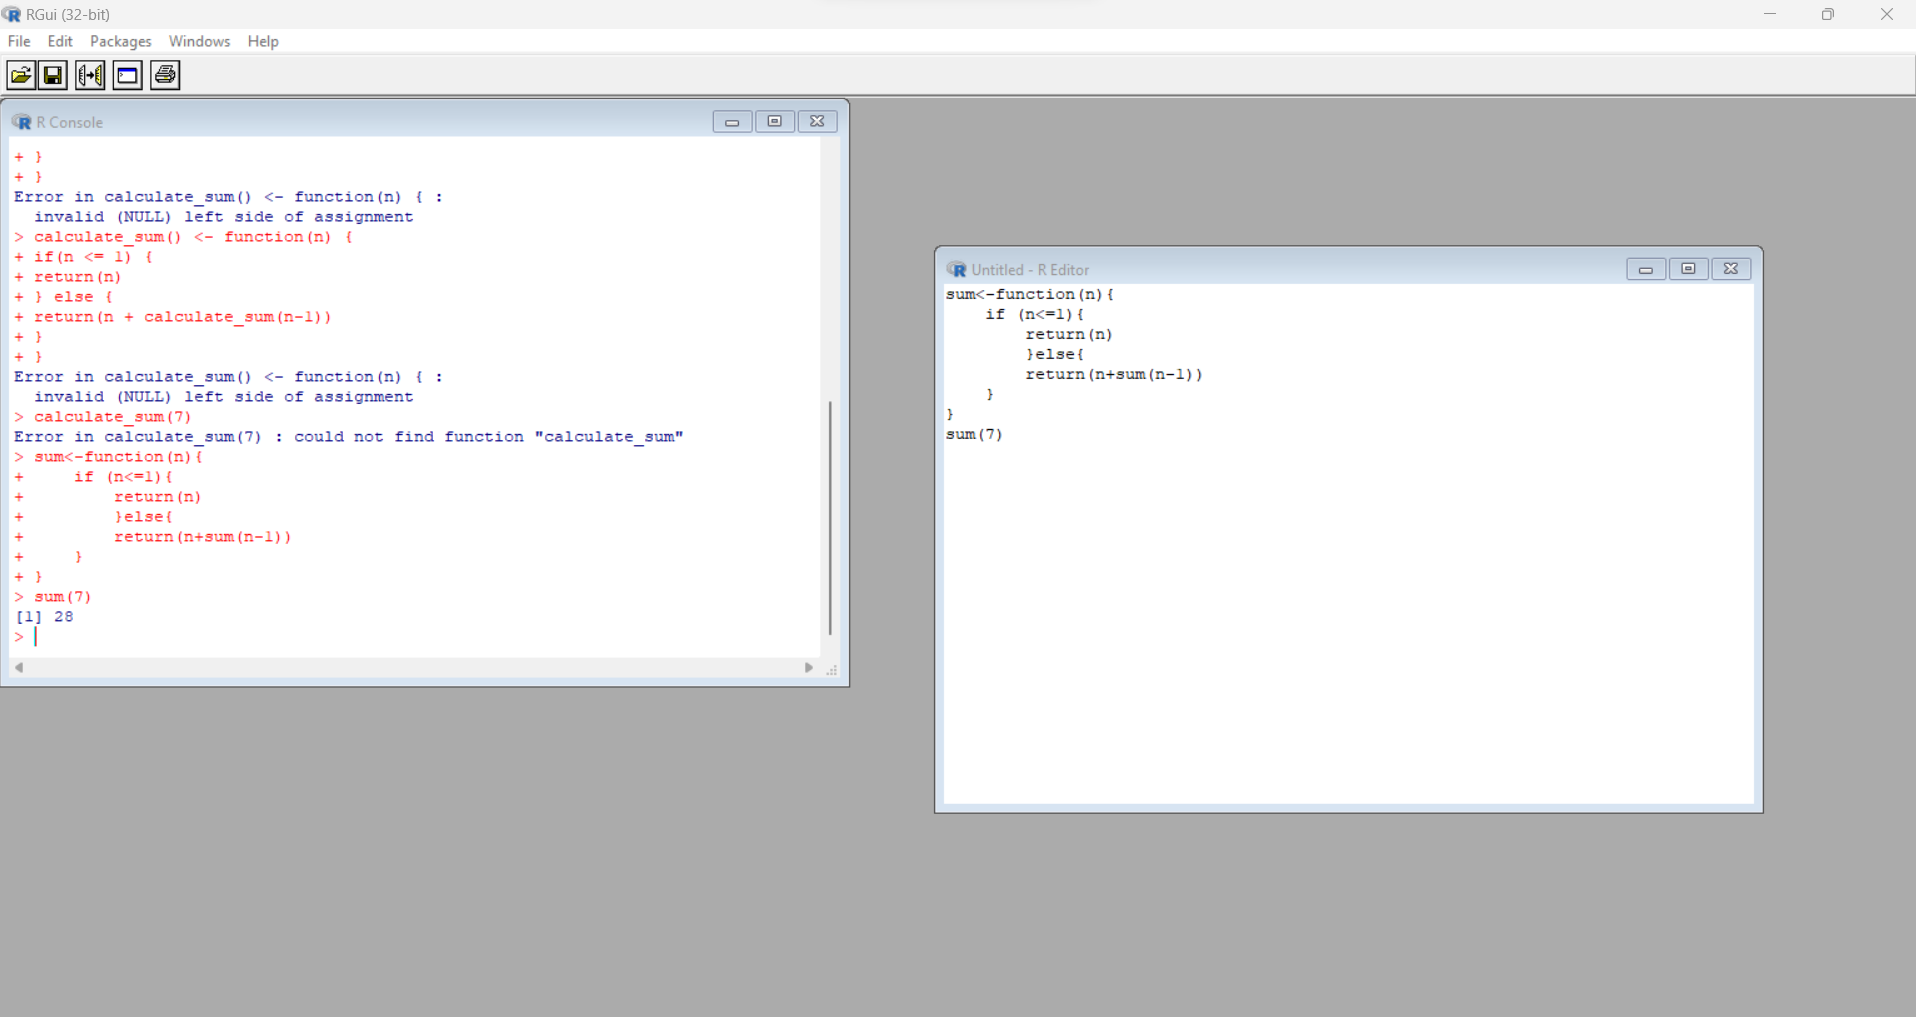 RGui (32-bit)
File Edit Packages Windows Help
R Console
+ }
+ }
Error in calculate_sum() <- function(n) { :
  invalid (NULL) left side of assignment
> calculate_sum() <- function(n) {
+ if(n <= 1) {
+ return(n)
+ } else {
+ return(n + calculate_sum(n-1))
+ }
+ }
Error in calculate_sum() <- function(n) { :
  invalid (NULL) left side of assignment
> calculate_sum(7)
Error in calculate_sum(7) : could not find function "calculate_sum"
> sum<-function(n){
+     if (n<=1){
+         return(n)
+         }else{
+         return(n+sum(n-1))
+     }
+ }
> sum(7)
[1] 28
>
Untitled - R Editor
sum<-function(n){
    if (n<=1){
        return(n)
        }else{
        return(n+sum(n-1))
    }
}
sum(7)